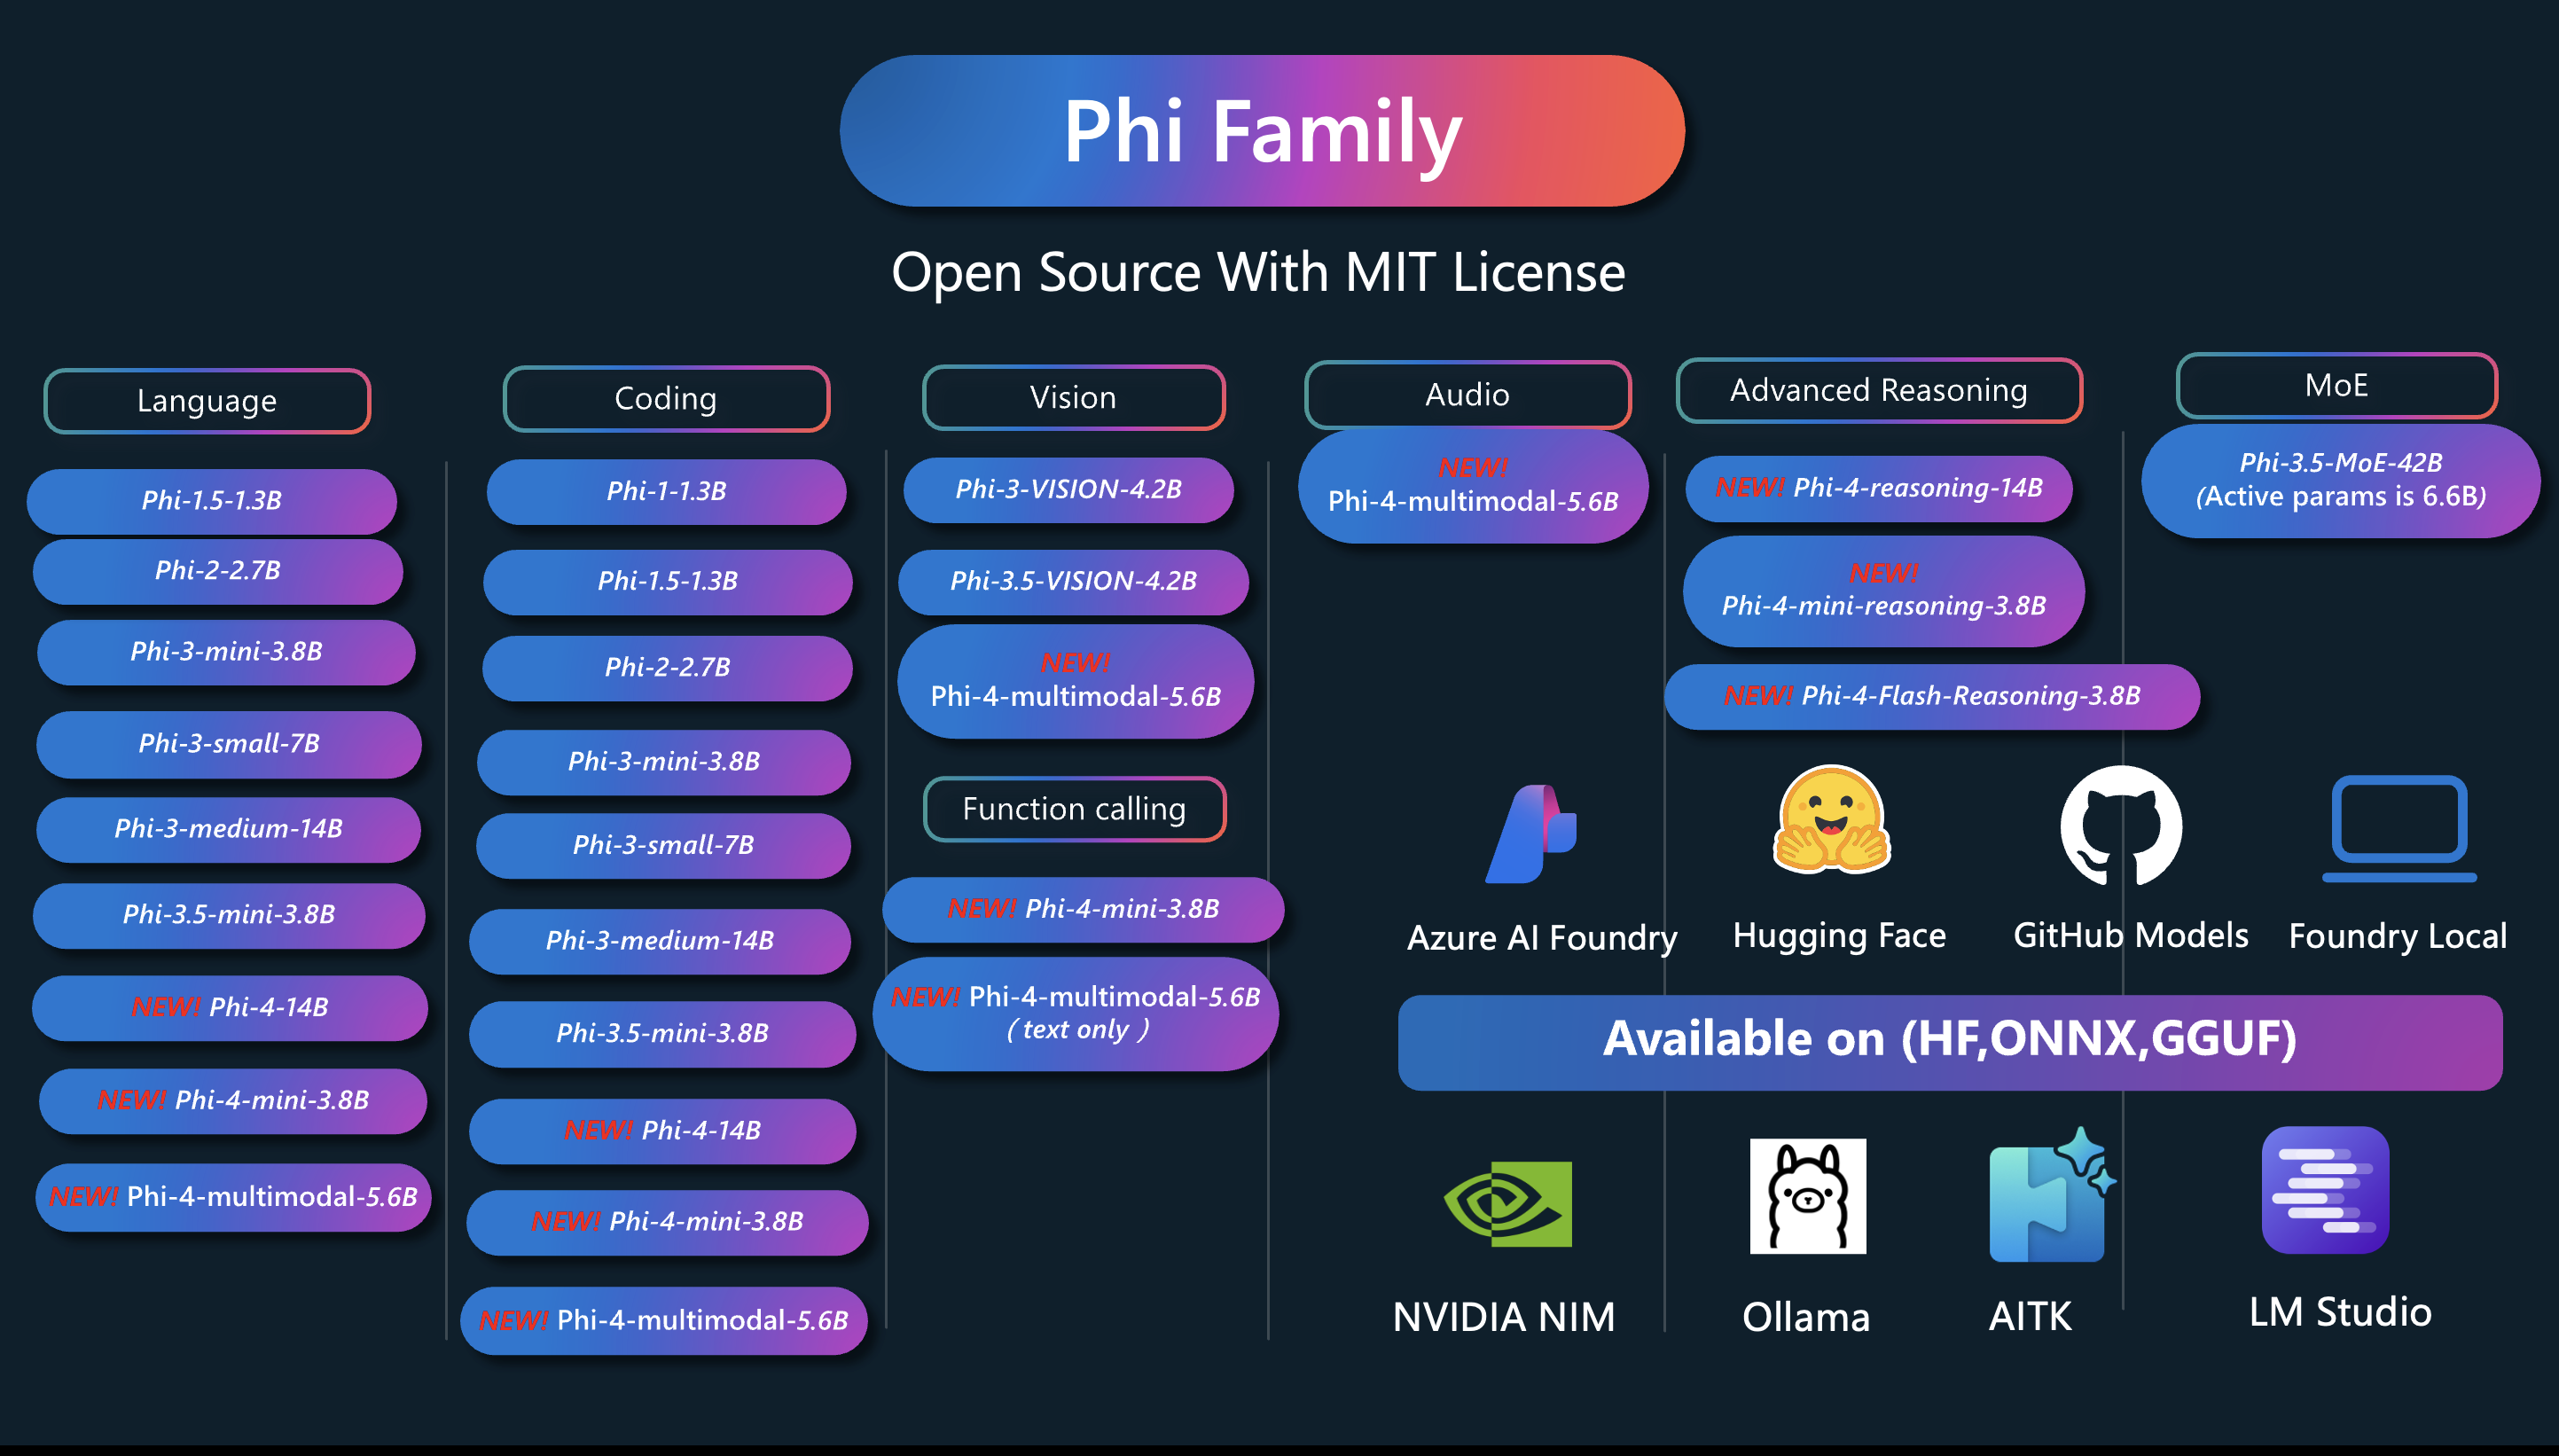 Phi Family
Open Source With MIT License
Language
Phi-1.5-1.3B
Phi-2-2.7B
Phi-3-mini-3.8B
Phi-3-small-7B
Phi-3-medium-14B
Phi-3.5-mini-3.8B
NEW! Phi-4-14B
NEW! Phi-4-mini-3.8B
NEW! Phi-4-multimodal-5.6B
Coding
Phi-1-1.3B
Phi-1.5-1.3B
Phi-2-2.7B
Phi-3-mini-3.8B
Phi-3-small-7B
Phi-3-medium-14B
Phi-3.5-mini-3.8B
NEW! Phi-4-14B
NEW! Phi-4-mini-3.8B
NEW! Phi-4-multimodal-5.6B
Vision
Phi-3-VISION-4.2B
Phi-3.5-VISION-4.2B
NEW!
Phi-4-multimodal-5.6B
Function calling
NEW! Phi-4-mini-3.8B
NEW! Phi-4-multimodal-5.6B
( text only )
Audio
NEW!
Phi-4-multimodal-5.6B
Advanced Reasoning
NEW! Phi-4-reasoning-14B
NEW!
Phi-4-mini-reasoning-3.8B
NEW! Phi-4-Flash-Reasoning-3.8B
MoE
Phi-3.5-MoE-42B
(Active params is 6.6B)
Azure AI Foundry
Hugging Face
GitHub Models
Foundry Local
Available on (HF,ONNX,GGUF)
NVIDIA NIM
Ollama
AITK
LM Studio